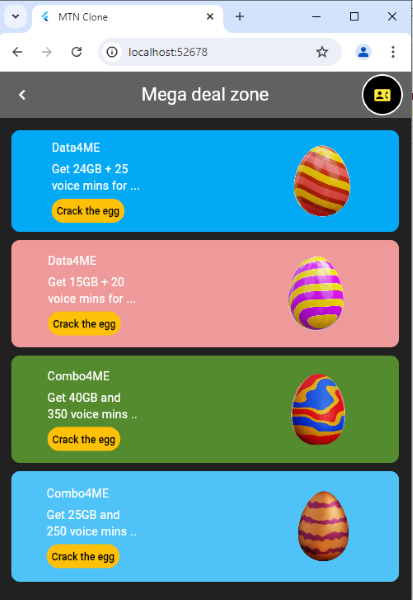 MTN Clone
localhost:52678
Mega deal zone
Data4ME
Get 24GB + 25
voice mins for ...
Crack the egg
Data4ME
Get 15GB + 20
voice mins for ...
Crack the egg
Combo4ME
Get 40GB and
350 voice mins ..
Crack the egg
Combo4ME
Get 25GB and
250 voice mins ..
Crack the egg